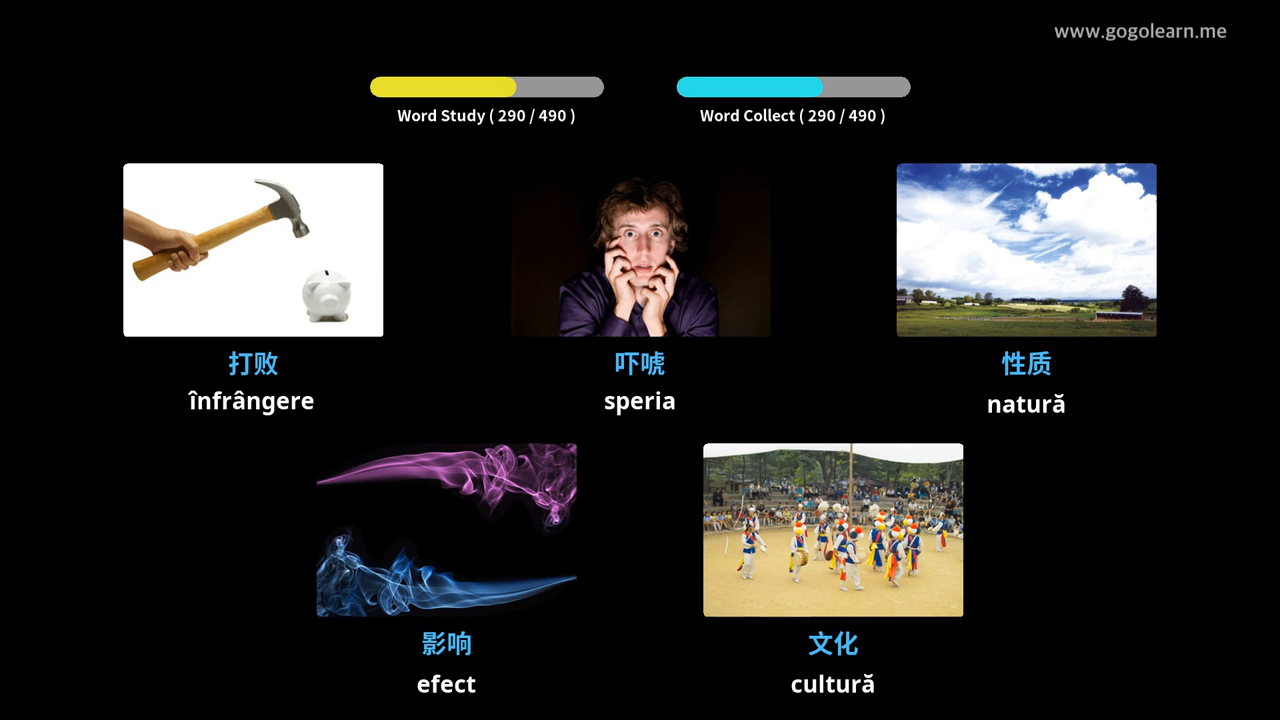 www.gogolearn.me
Word Study ( 290 / 490 )
Word Collect ( 290 / 490 )
打败
înfrângere
吓唬
speria
性质
natură
影响
efect
文化
cultură